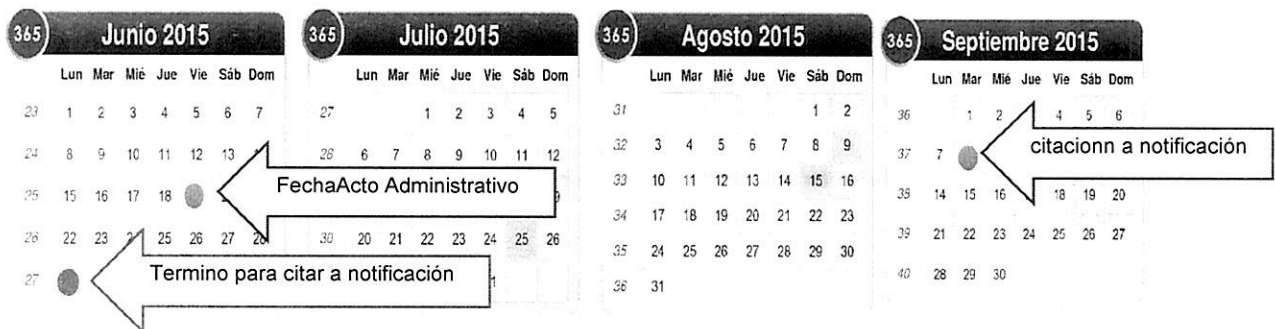 365 Junio 2015
Lun Mar Mié Jue Vie Sáb Dom
23 1 2 3 4 5 6 7
24 8 9 10 11 12 13
25 15 16 17 18
26 22 23 25 26 27 28
27
365 Julio 2015
Lun Mar Mié Jue Vie Sáb Dom
27 1 2 3 4 5
28 6 7 8 9 10 11 12
30 20 21 22 23 24 25 26
FechaActo Administrativo
Termino para citar a notificación
365 Agosto 2015
Lun Mar Mié Jue Vie Sáb Dom
31 1 2
32 3 4 5 6 7 8 9
33 10 11 12 13 14 15 16
34 17 18 19 20 21 22 23
35 24 25 26 27 28 29 30
36 31
365 Septiembre 2015
Lun Mar Mié Jue Vie Sáb Dom
36 1 2 4 5 6
37 7
38 14 15 16 18 19 20
39 21 22 23 24 25 26 27
40 28 29 30
citacionn a notificación